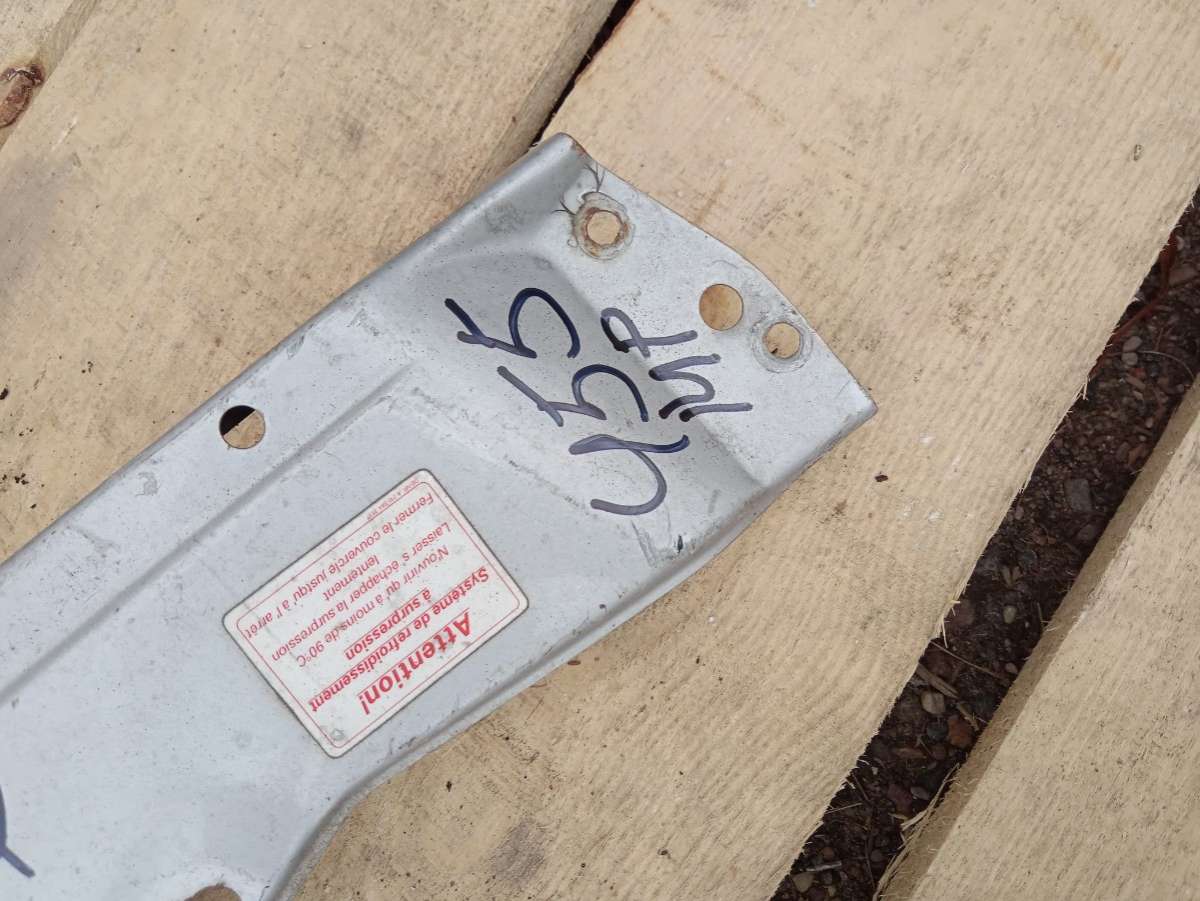 Attention!
Système de refroidissement
à surpression
N'ouvrir qu'à moins de 90°C
Laisser s'échapper la surpression
lentement
Fermer le couvercle jusqu'à l'arrêt